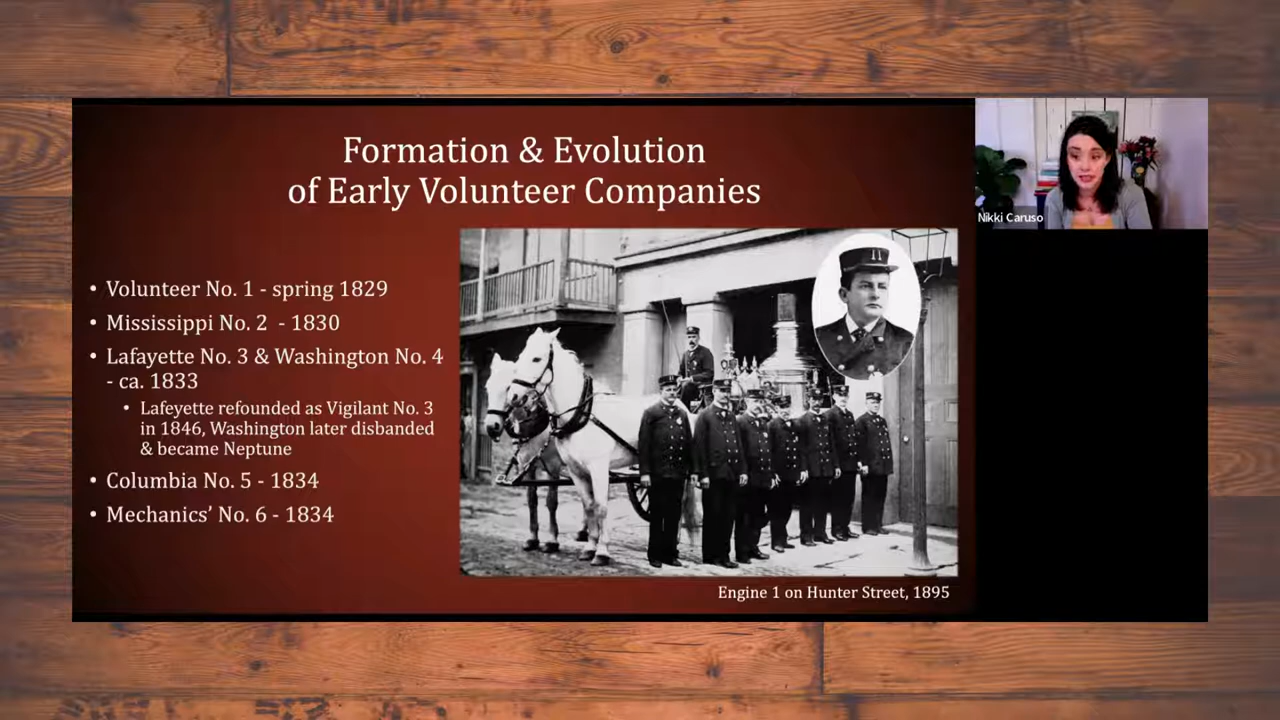 Formation & Evolution
of Early Volunteer Companies
• Volunteer No. 1 - spring 1829
• Mississippi No. 2 - 1830
• Lafayette No. 3 & Washington No. 4
- ca. 1833
• Lafeyette refounded as Vigilant No. 3
in 1846, Washington later disbanded
& became Neptune
• Columbia No. 5 - 1834
• Mechanics’ No. 6 - 1834
Engine 1 on Hunter Street, 1895
Nikki Caruso